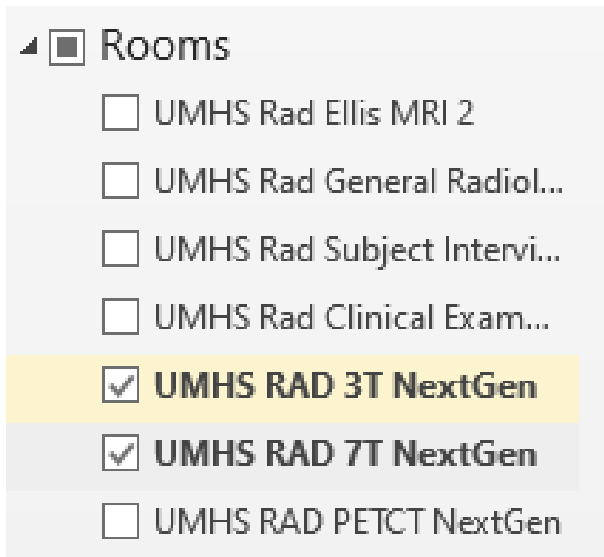 Rooms
UMHS Rad Ellis MRI 2
UMHS Rad General Radiol...
UMHS Rad Subject Intervi...
UMHS Rad Clinical Exam...
UMHS RAD 3T NextGen
UMHS RAD 7T NextGen
UMHS RAD PETCT NextGen